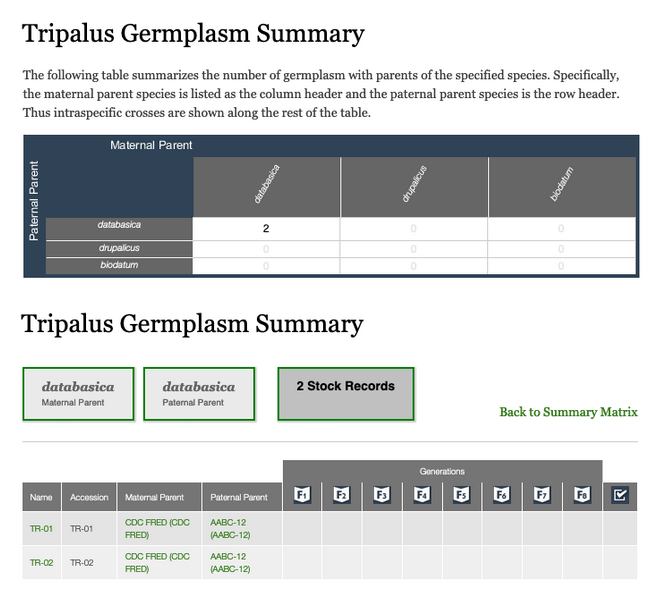 Tripalus Germplasm Summary
The following table summarizes the number of germplasm with parents of the specified species. Specifically,
the maternal parent species is listed as the column header and the paternal parent species is the row header.
Thus intraspecific crosses are shown along the rest of the table.
Maternal Parent
Paternal Parent
databasica drupalicus biodatum
databasica 2 0 0
drupalicus 0 0 0
biodatum 0 0 0
Tripalus Germplasm Summary
databasica databasica 2 Stock Records
Maternal Parent Paternal Parent
Back to Summary Matrix
Generations
Name Accession Maternal Parent Paternal Parent F1 F2 F3 F4 F5 F6 F7 F8
TR-01 TR-01 CDC FRED (CDC AABC-12
FRED) (AABC-12)
TR-02 TR-02 CDC FRED (CDC AABC-12
FRED) (AABC-12)